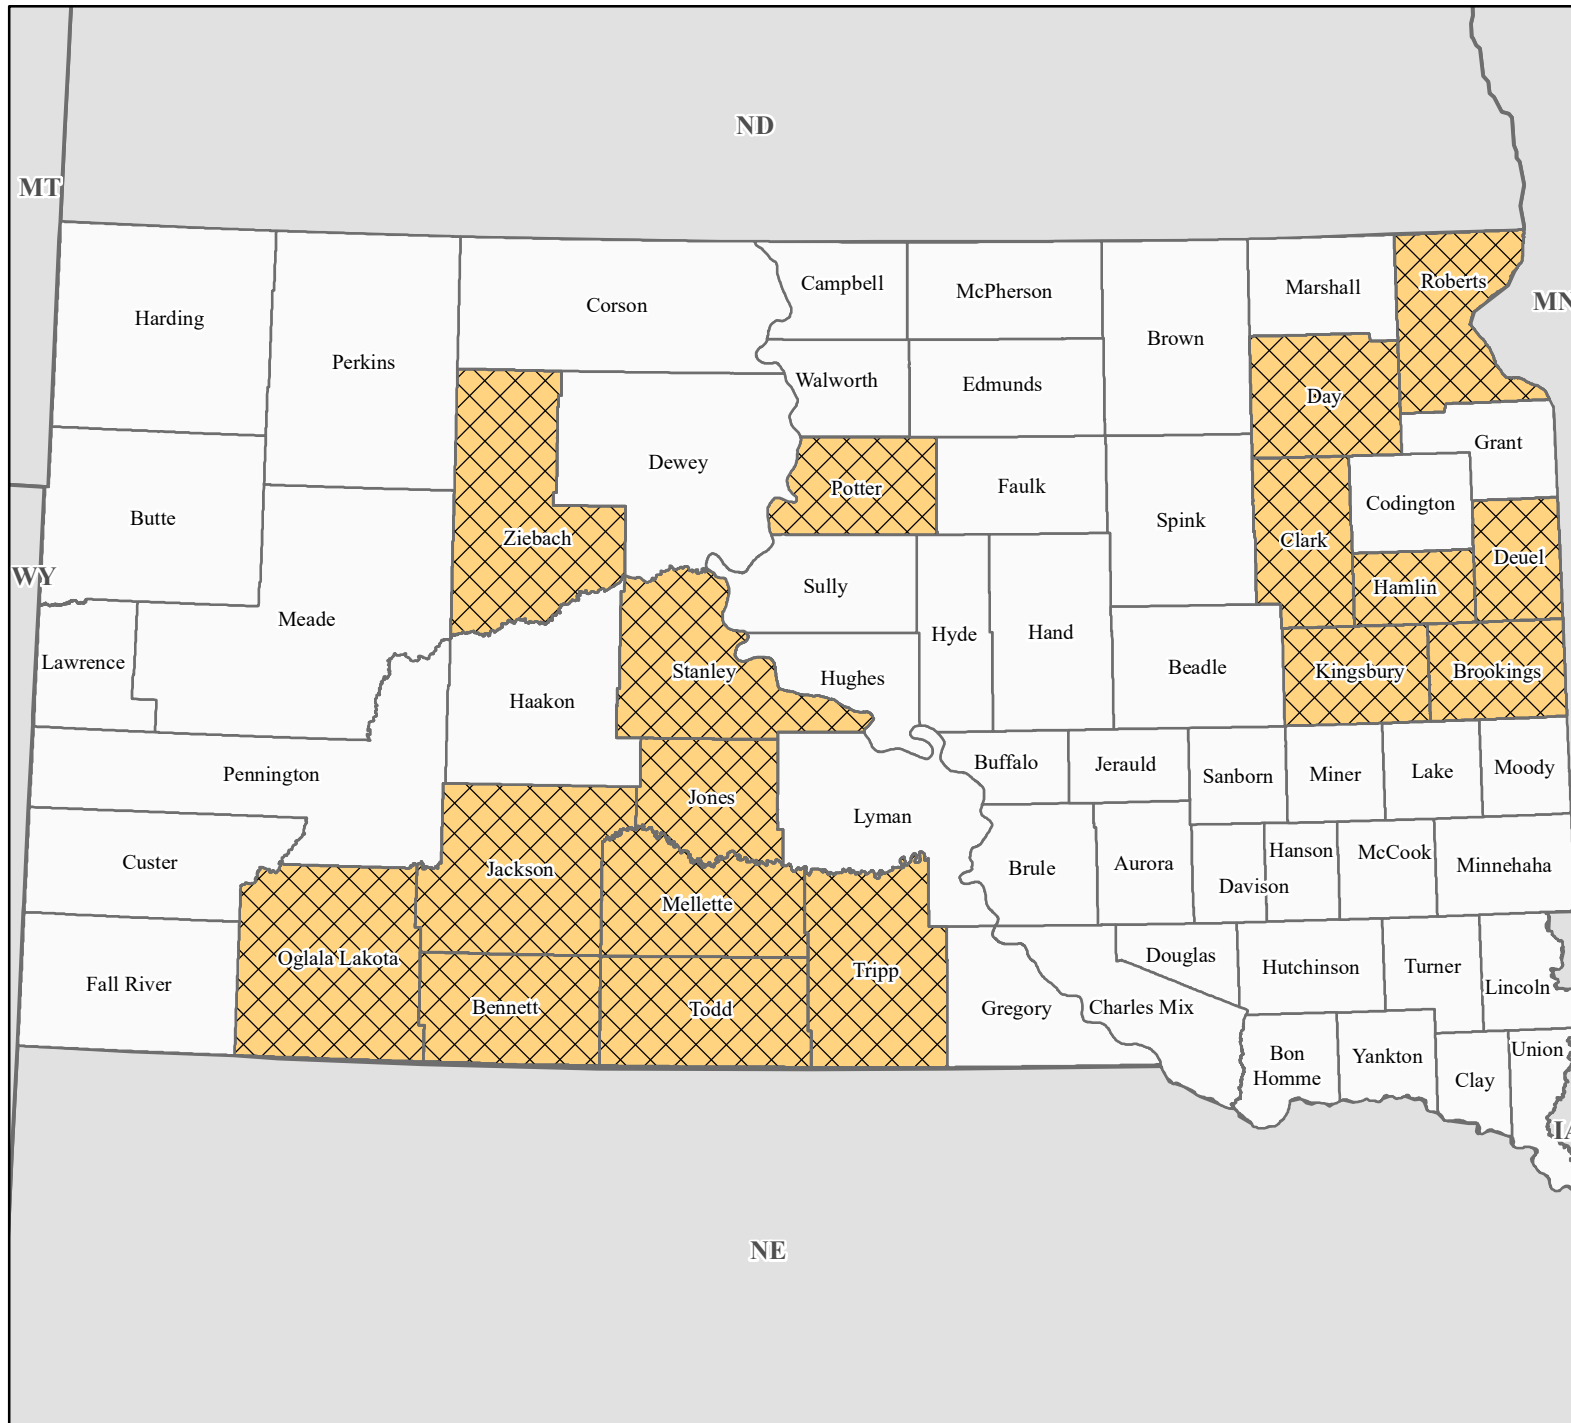 ND
MT
MN
Campbell
Roberts
Marshall
McPherson
Corson
Harding
Brown
Perkins
Walworth
Edmunds
Day
Grant
Dewey
Faulk
Potter
Codington
Butte
Spink
Ziebach
Clark
Deuel
WY
Sully
Hamlin
Meade
Hyde
Hand
Lawrence
Beadle
Stanley
Kingsbury
Brookings
Hughes
Haakon
Buffalo
Jerauld
Moody
Lake
Pennington
Miner
Sanborn
Jones
Lyman
Hanson
McCook
Custer
Aurora
Minnehaha
Brule
Jackson
Davison
Mellette
Douglas
Oglala Lakota
Turner
Hutchinson
Tripp
Fall River
Lincoln
Bennett
Todd
Gregory
Charles Mix
Union
Bon
Homme
Yankton
Clay
IA
NE